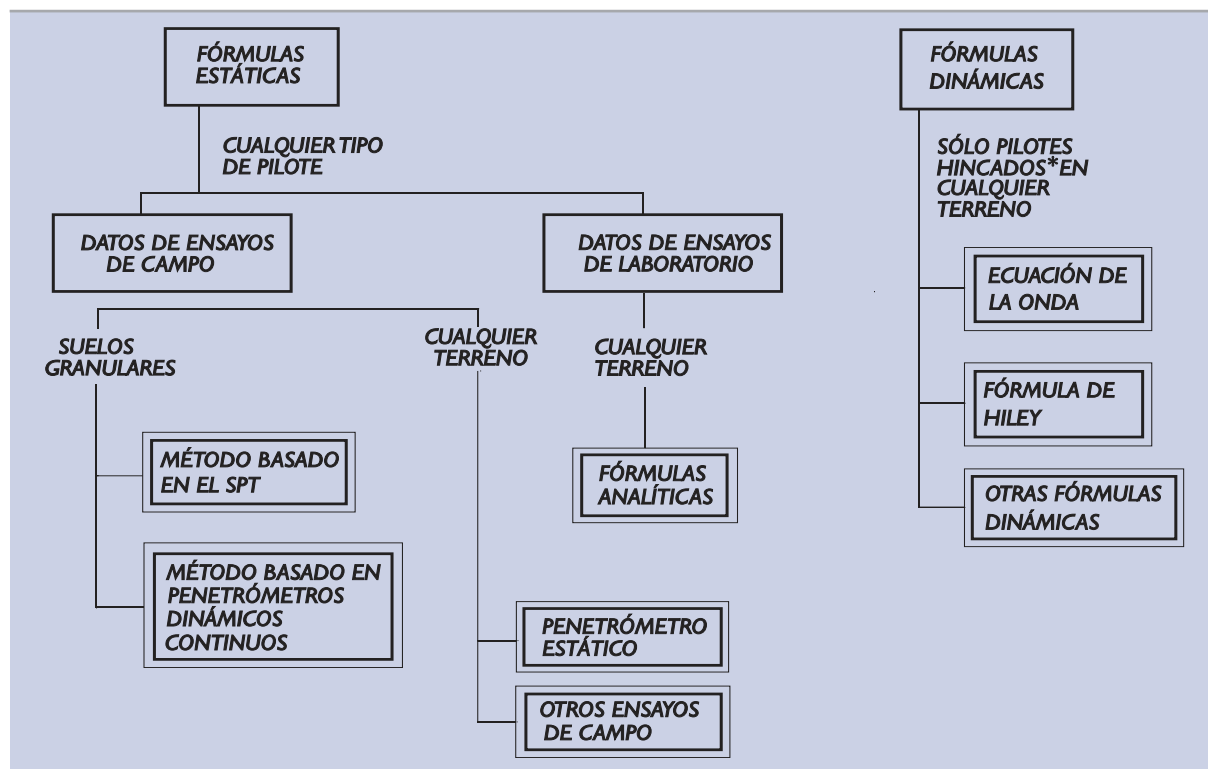 FÓRMULAS
ESTÁTICAS
CUALQUIER TIPO
DE PILOTE
DATOS DE ENSAYOS
DE CAMPO
DATOS DE ENSAYOS
DE LABORATORIO
SUELOS
GRANULARES
CUALQUIER
TERRENO
CUALQUIER
TERRENO
MÉTODO BASADO
EN EL SPT
MÉTODO BASADO EN
PENETRÓMETROS
DINÁMICOS
CONTINUOS
FÓRMULAS
ANALÍTICAS
PENETRÓMETRO
ESTÁTICO
OTROS ENSAYOS
DE CAMPO
FÓRMULAS
DINÁMICAS
SÓLO PILOTES
HINCADOS* EN
CUALQUIER
TERRENO
ECUACIÓN DE
LA ONDA
FÓRMULA DE
HILEY
OTRAS FÓRMULAS
DINÁMICAS